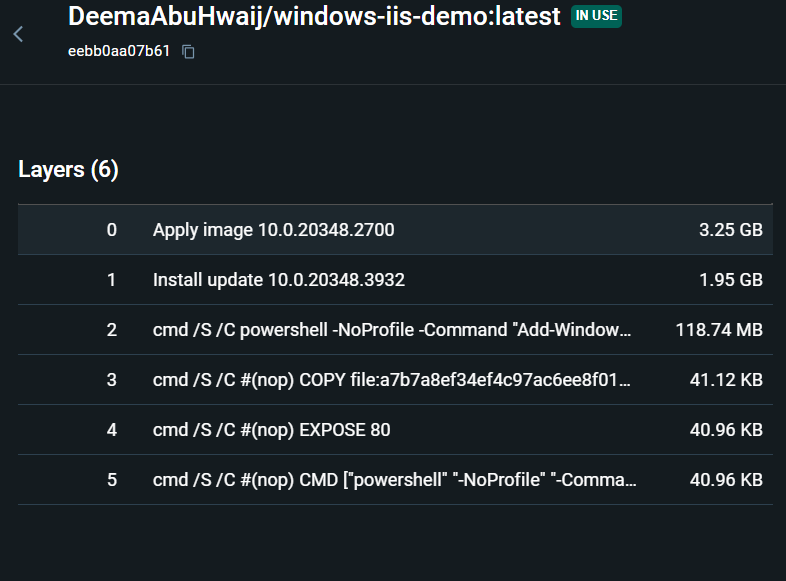 DeemaAbuHwaij/windows-iis-demo:latest IN USE
eebb0aa07b61
Layers (6)
0 Apply image 10.0.20348.2700 3.25 GB
1 Install update 10.0.20348.3932 1.95 GB
2 cmd /S /C powershell -NoProfile -Command "Add-Window... 118.74 MB
3 cmd /S /C #(nop) COPY file:a7b7a8ef34ef4c97ac6ee8f01... 41.12 KB
4 cmd /S /C #(nop) EXPOSE 80 40.96 KB
5 cmd /S /C #(nop) CMD ["powershell" "-NoProfile" "-Comma... 40.96 KB